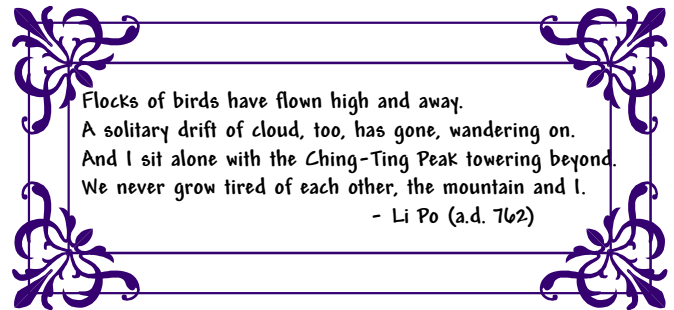 Flocks of birds have flown high and away.
A solitary drift of cloud, too, has gone, wandering on.
And I sit alone with the Ching-Ting Peak towering beyond.
We never grow tired of each other, the mountain and I.
- Li Po (a.d. 762)